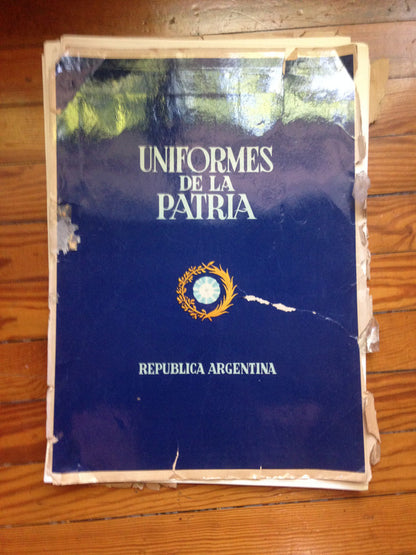 UNIFORMES
DE LA
PATRIA
REPUBLICA ARGENTINA